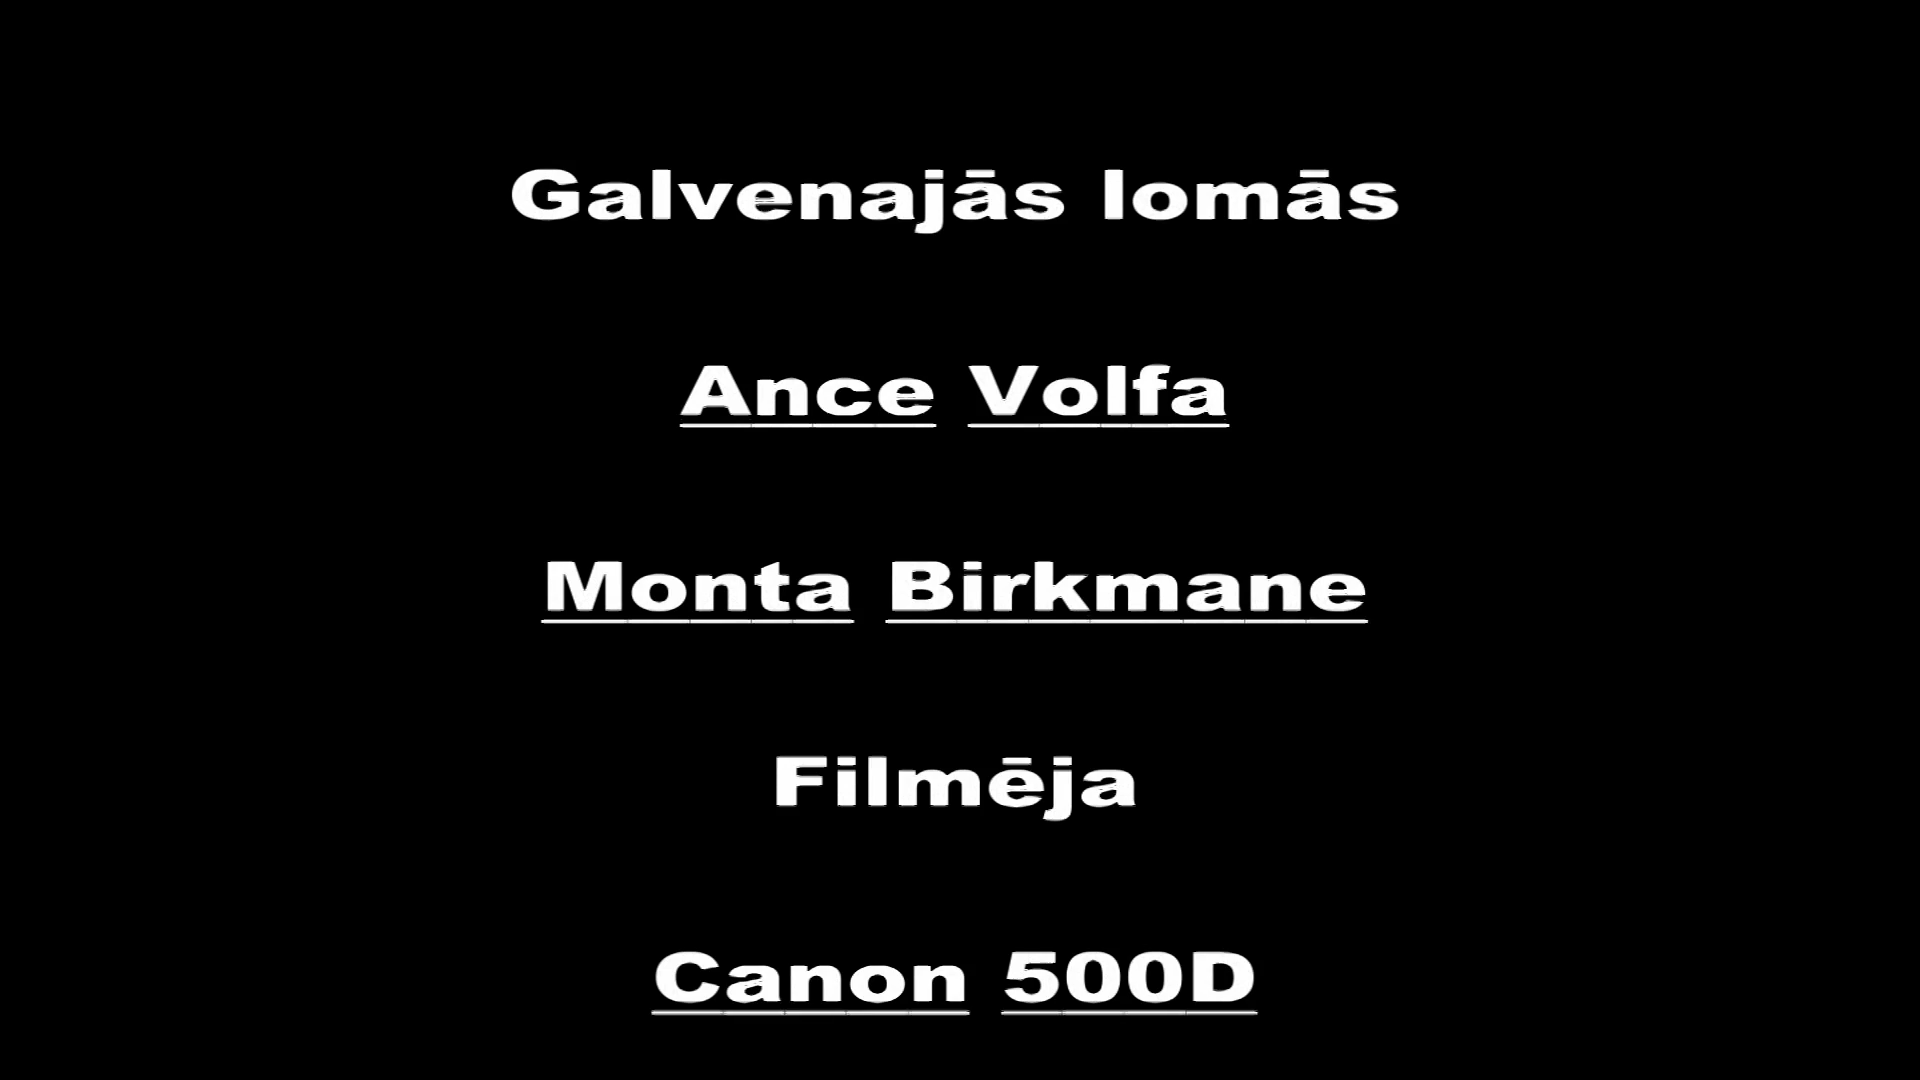 Galvenajās lomās
Ance Volfa
Monta Birkmane
Filmēja
Canon 500D